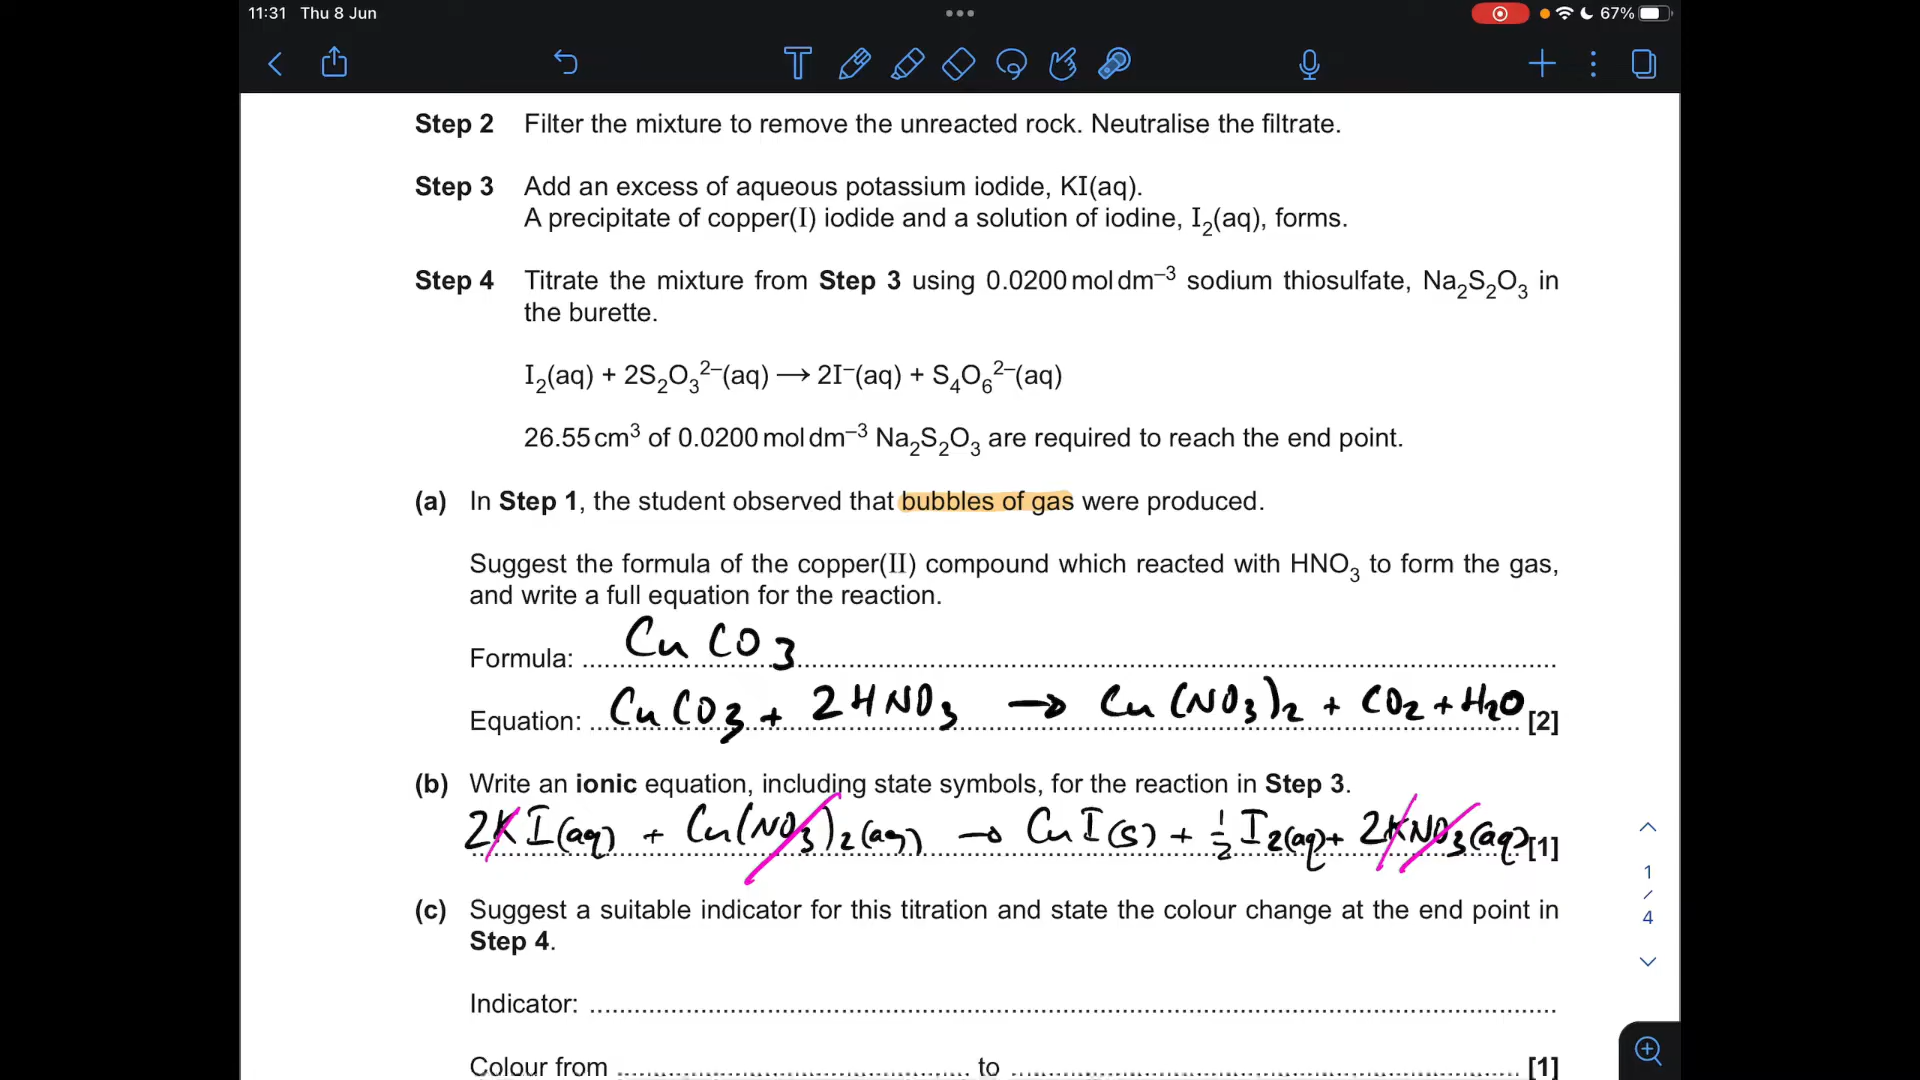 11:31 Thu 8 Jun
67%
Step 2 Filter the mixture to remove the unreacted rock. Neutralise the filtrate.
Step 3 Add an excess of aqueous potassium iodide, KI(aq).
A precipitate of copper(I) iodide and a solution of iodine, I₂(aq), forms.
Step 4 Titrate the mixture from Step 3 using 0.0200 mol dm⁻³ sodium thiosulfate, Na₂S₂O₃ in
the burette.
I₂(aq) + 2S₂O₃²⁻(aq) ⟶ 2I⁻(aq) + S₄O₆²⁻(aq)
26.55 cm³ of 0.0200 mol dm⁻³ Na₂S₂O₃ are required to reach the end point.
(a) In Step 1, the student observed that bubbles of gas were produced.
Suggest the formula of the copper(II) compound which reacted with HNO₃ to form the gas,
and write a full equation for the reaction.
Formula: CuCO₃
Equation: CuCO₃ + 2HNO₃ → Cu(NO₃)₂ + CO₂ + H₂O [2]
(b) Write an ionic equation, including state symbols, for the reaction in Step 3.
2KI(aq) + Cu(NO₃)₂(aq) → CuI(s) + ½I₂(aq) + 2KNO₃(aq) [1]
(c) Suggest a suitable indicator for this titration and state the colour change at the end point in
Step 4.
Indicator:
Colour from to [1]
1
/
4